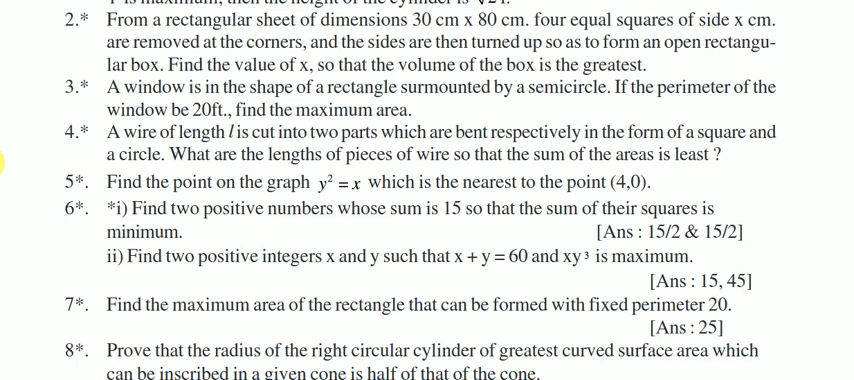 2.* From a rectangular sheet of dimensions 30 cm x 80 cm. four equal squares of side x cm.
are removed at the corners, and the sides are then turned up so as to form an open rectangu-
lar box. Find the value of x, so that the volume of the box is the greatest.
3.* A window is in the shape of a rectangle surmounted by a semicircle. If the perimeter of the
window be 20ft., find the maximum area.
4.* A wire of length l is cut into two parts which are bent respectively in the form of a square and
a circle. What are the lengths of pieces of wire so that the sum of the areas is least ?
5*. Find the point on the graph y² = x which is the nearest to the point (4,0).
6*. *i) Find two positive numbers whose sum is 15 so that the sum of their squares is
minimum. [Ans : 15/2 & 15/2]
ii) Find two positive integers x and y such that x + y = 60 and xy³ is maximum.
[Ans : 15, 45]
7*. Find the maximum area of the rectangle that can be formed with fixed perimeter 20.
[Ans : 25]
8*. Prove that the radius of the right circular cylinder of greatest curved surface area which
can be inscribed in a given cone is half of that of the cone.